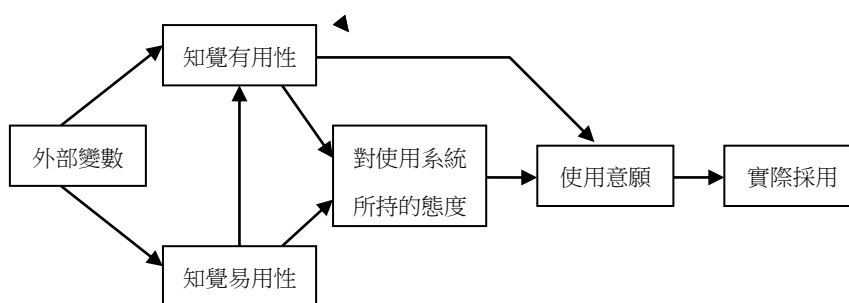 知覺有用性
外部變數
對使用系統
所持的態度
使用意願
實際採用
知覺易用性